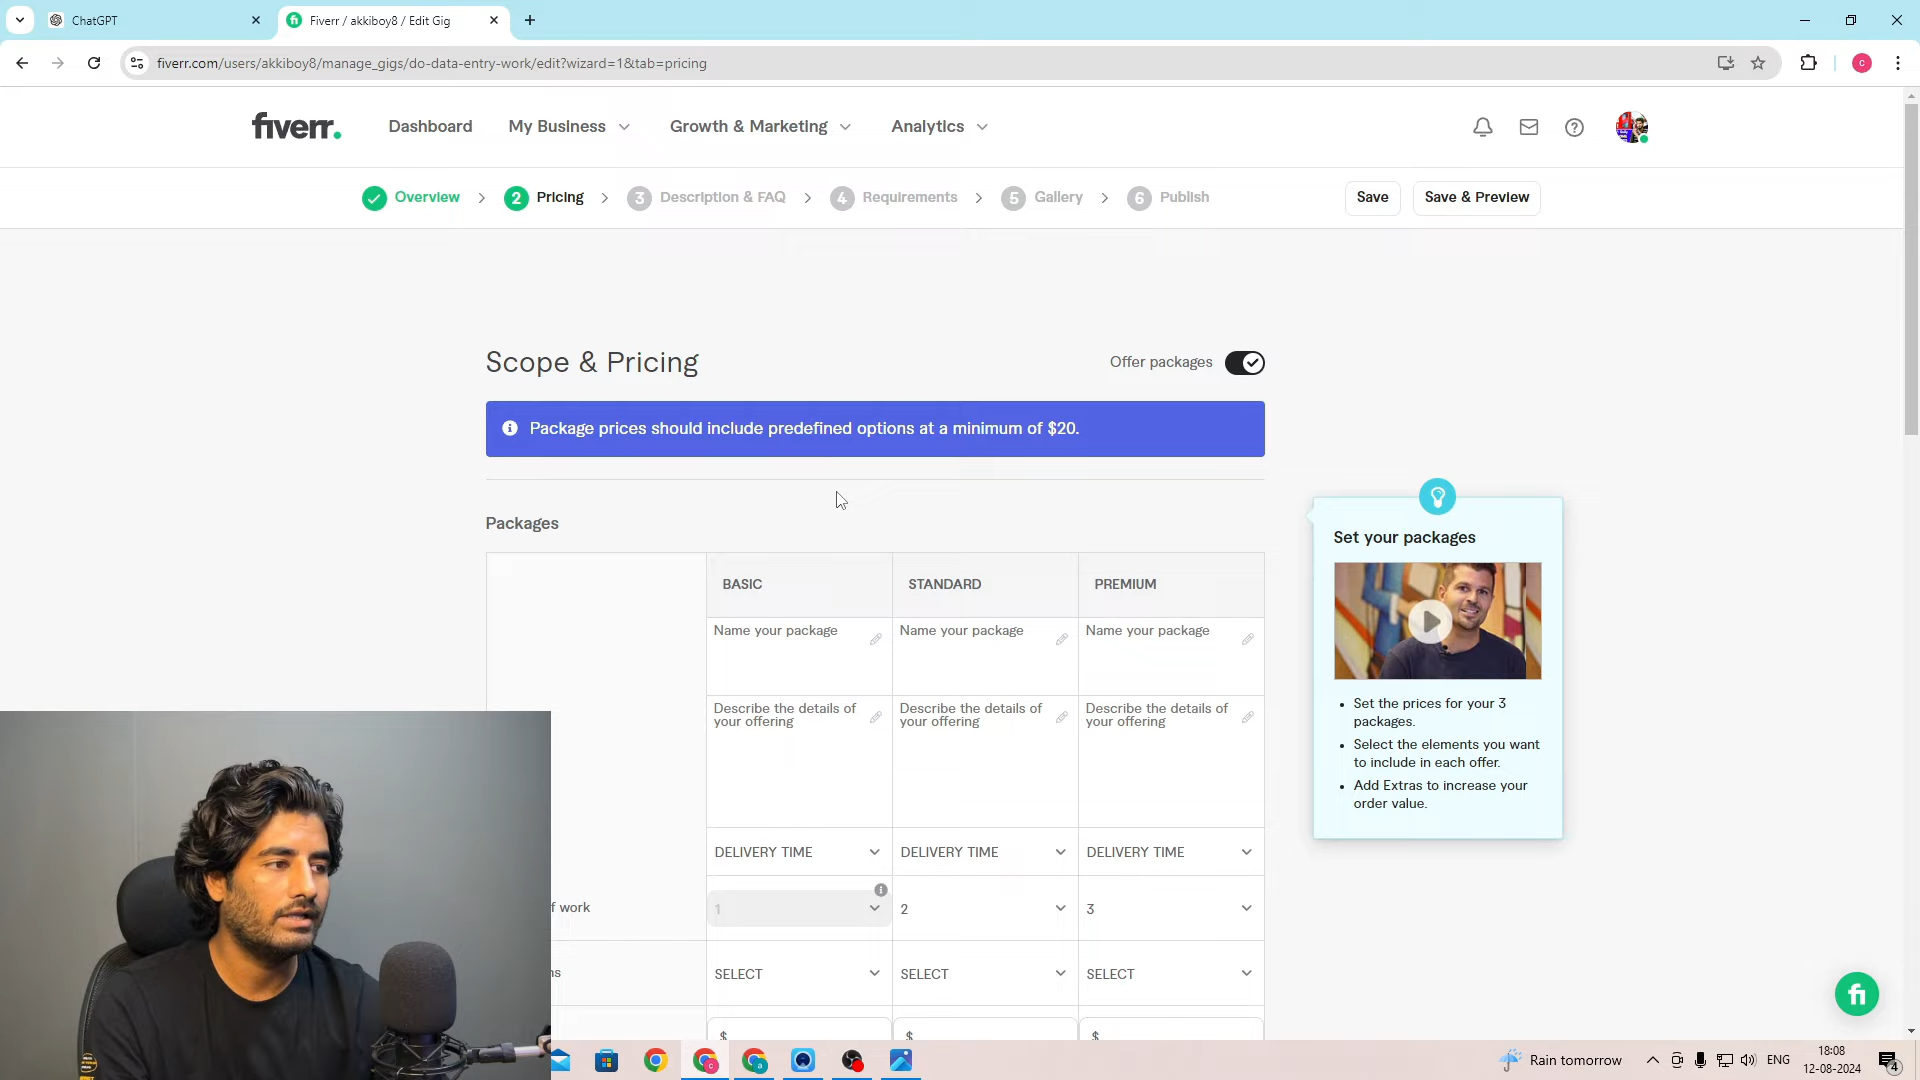 ChatGPT
Fiverr / akkiboy8 / Edit Gig
fiverr.com/users/akkiboy8/manage_gigs/do-data-entry-work/edit?wizard=1&tab=pricing
c
fiverr.
Dashboard
My Business
Growth & Marketing
Analytics
Overview
2 Pricing
3 Description & FAQ
4 Requirements
5 Gallery
6 Publish
Save
Save & Preview
Scope & Pricing
Offer packages
Package prices should include predefined options at a minimum of $20.
Packages
BASIC
STANDARD
PREMIUM
Name your package
Name your package
Name your package
Describe the details of
your offering
Describe the details of
your offering
Describe the details of
your offering
DELIVERY TIME
DELIVERY TIME
DELIVERY TIME
f work
1
2
3
ns
SELECT
SELECT
SELECT
$
$
$
Set your packages
Set the prices for your 3
packages.
Select the elements you want
to include in each offer.
Add Extras to increase your
order value.
fi
Rain tomorrow
ENG
18:08
12-08-2024
4